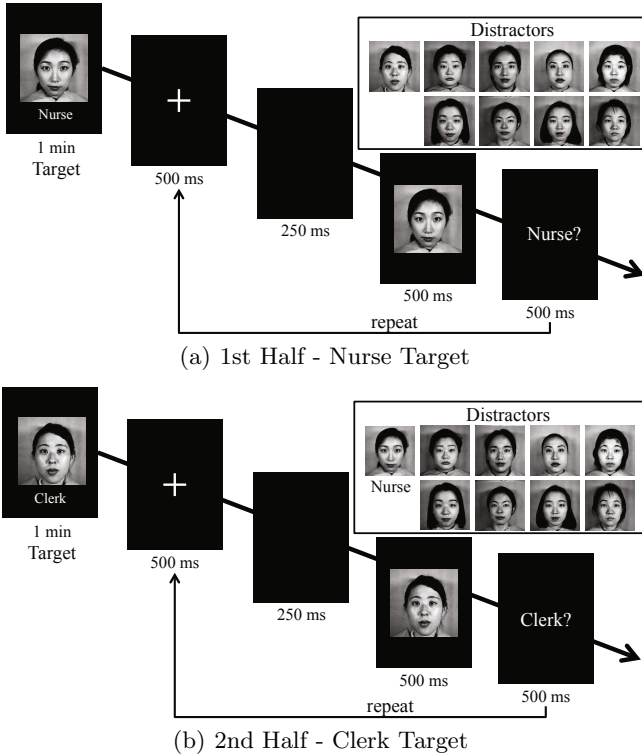 Distractors
Nurse
1 min
Target
500 ms
250 ms
500 ms
Nurse?
500 ms
repeat
(a) 1st Half - Nurse Target
Distractors
Nurse
Clerk
1 min
Target
500 ms
250 ms
500 ms
Clerk?
500 ms
repeat
(b) 2nd Half - Clerk Target